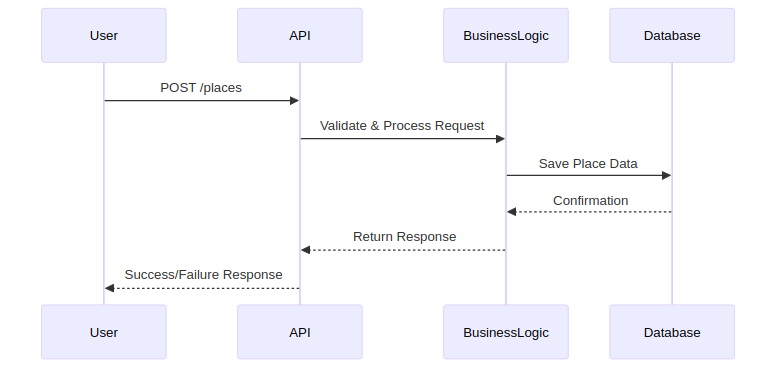 User
API
BusinessLogic
Database
POST /places
Validate & Process Request
Save Place Data
Confirmation
Return Response
Success/Failure Response
User
API
BusinessLogic
Database